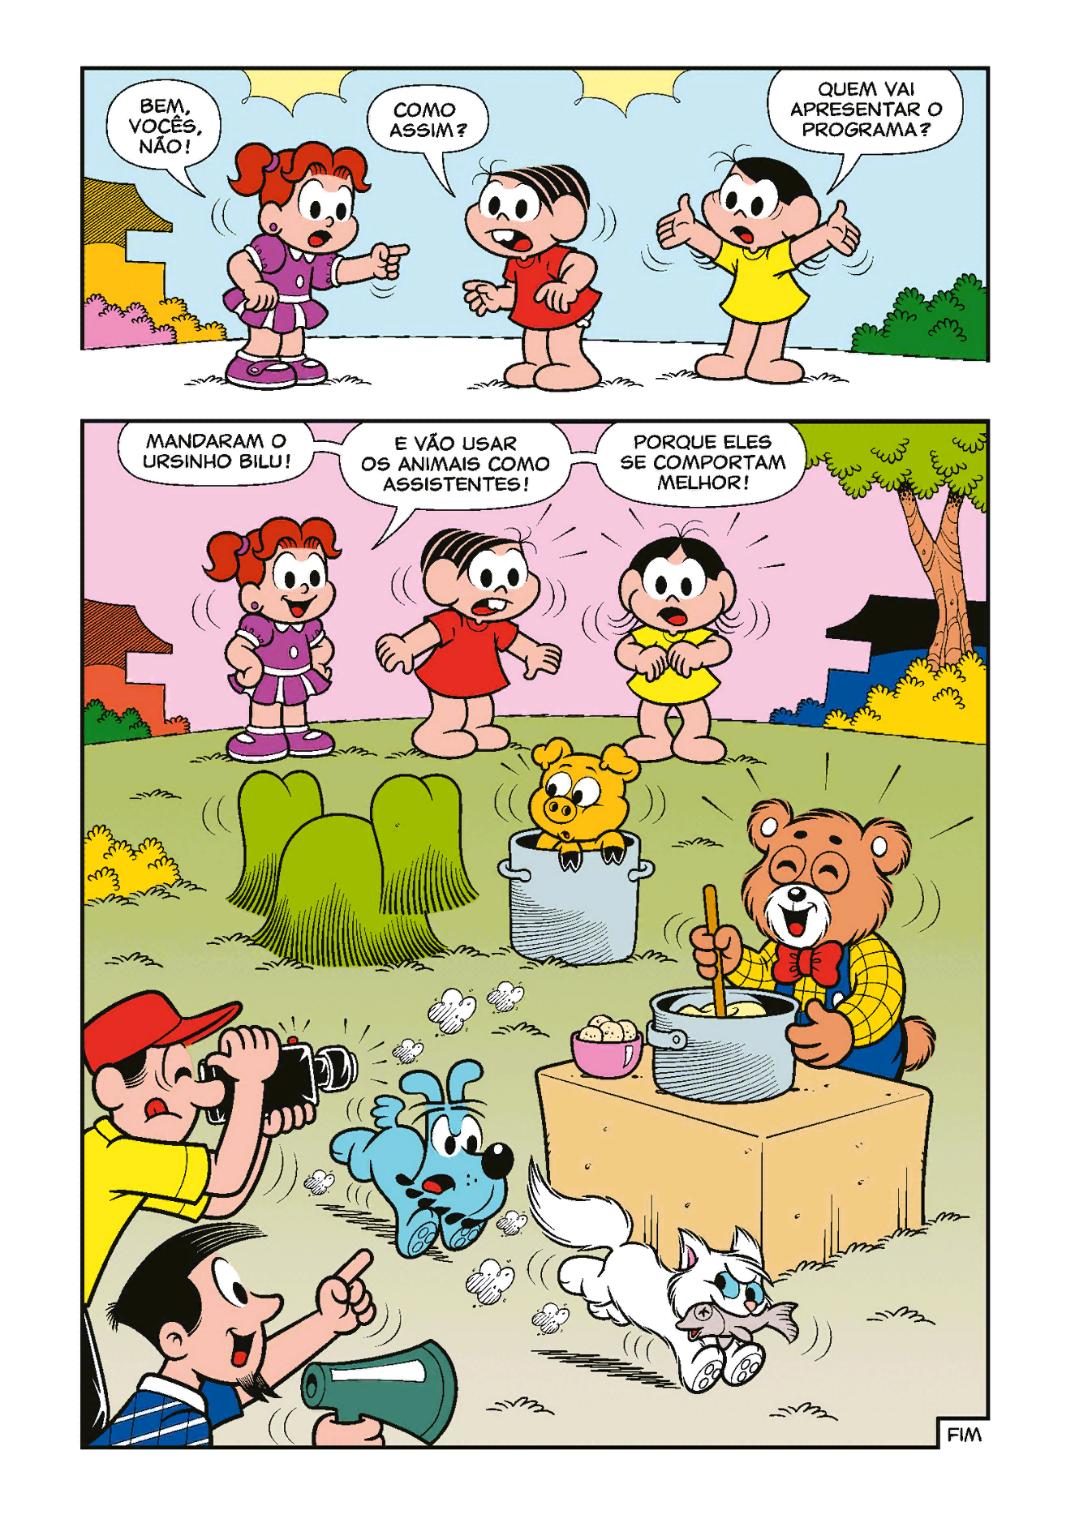 BEM,
VOCÊS,
NÃO!
COMO
ASSIM?
QUEM VAI
APRESENTAR O
PROGRAMA?
MANDARAM O
URSINHO BILU!
E VÃO USAR
OS ANIMAIS COMO
ASSISTENTES!
PORQUE ELES
SE COMPORTAM
MELHOR!
FIM